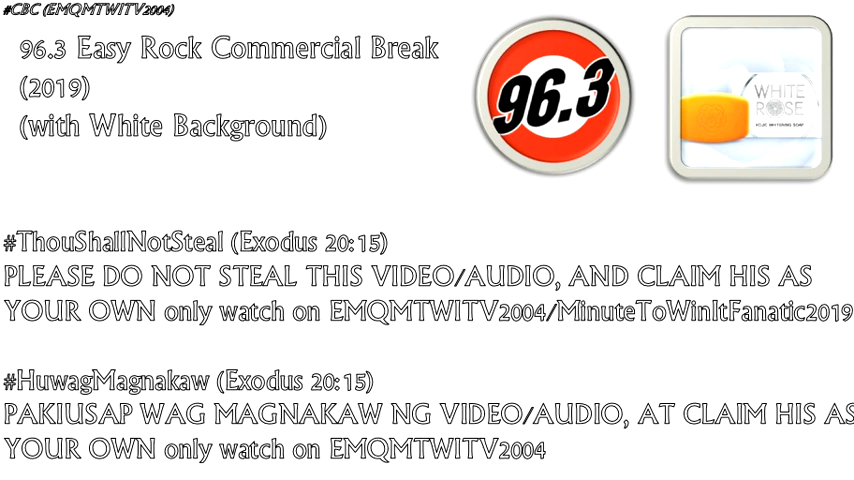 #CBC (EMQMTWITV2004)
96.3 Easy Rock Commercial Break
(2019)
(with White Background)
96.3
WHITE
ROSE
KOJIC WHITENING SOAP
#ThouShallNotSteal (Exodus 20:15)
PLEASE DO NOT STEAL THIS VIDEO/AUDIO, AND CLAIM HIS AS
YOUR OWN only watch on EMQMTWITV2004/MinuteToWinItFanatic2019
#HuwagMagnakaw (Exodus 20:15)
PAKIUSAP WAG MAGNAKAW NG VIDEO/AUDIO, AT CLAIM HIS AS
YOUR OWN only watch on EMQMTWITV2004